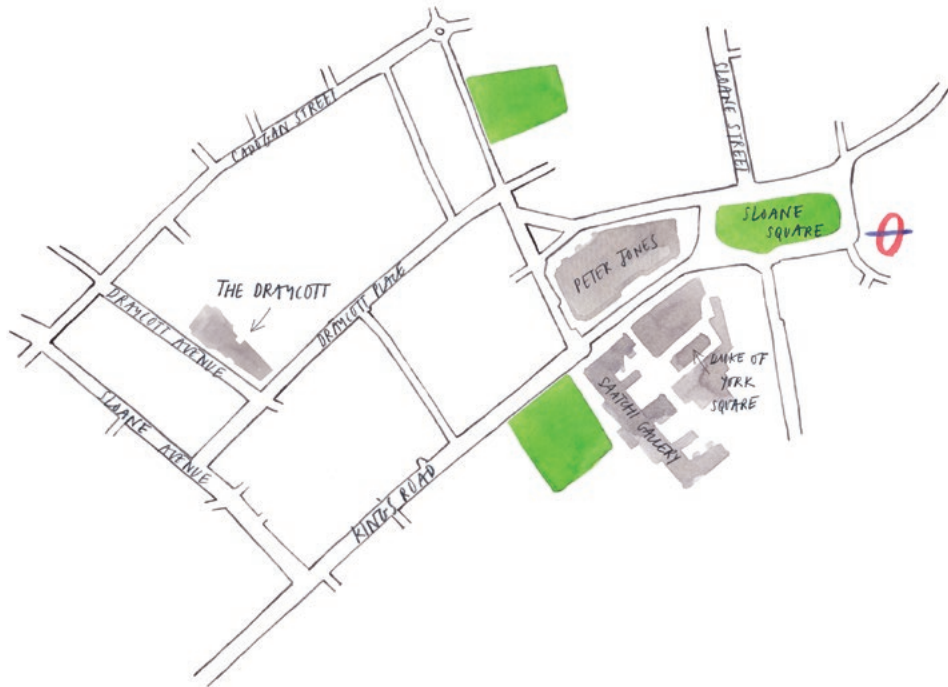 CADOGAN STREET
SLOANE STREET
SLOANE
SQUARE
PETER JONES
THE DRAYCOTT
DRAYCOTT PLACE
DRAYCOTT AVENUE
DUKE OF
YORK
SQUARE
SAATCHI GALLERY
SLOANE AVENUE
KINGS ROAD